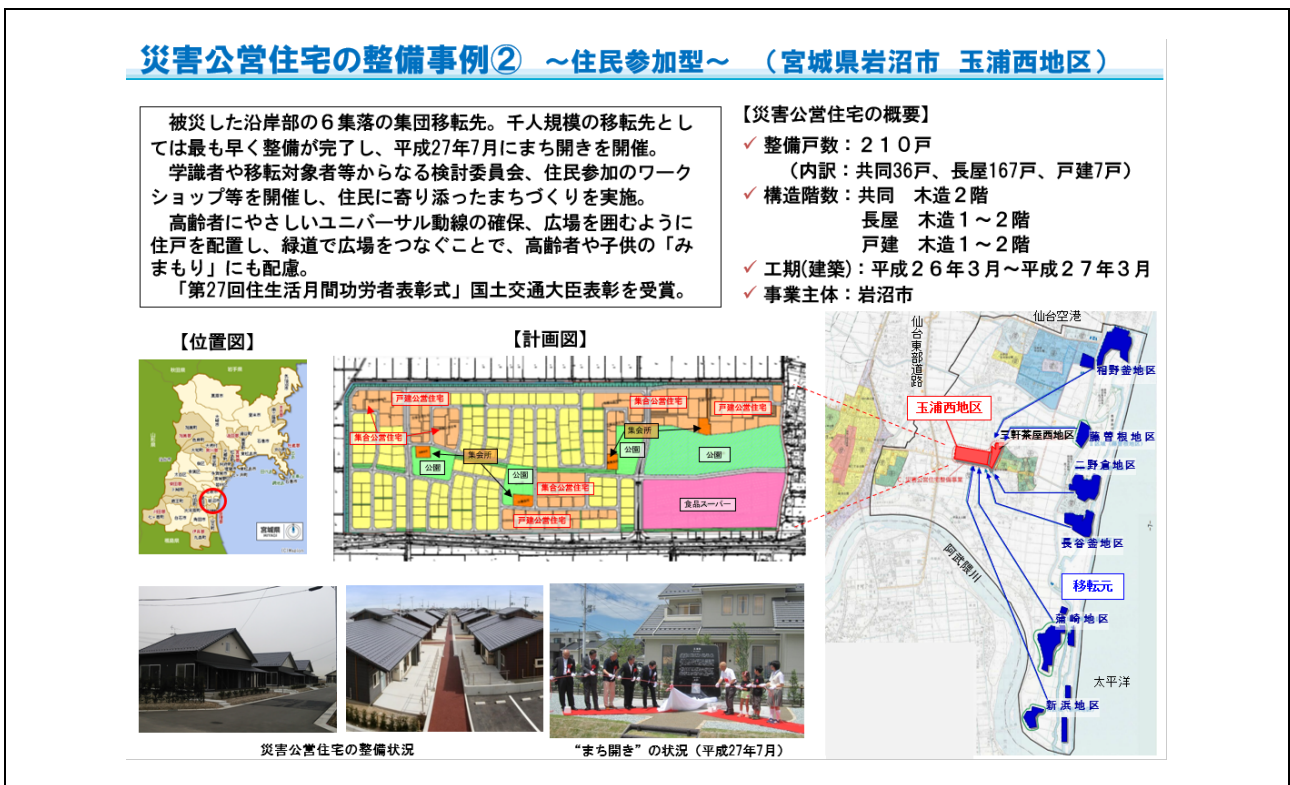 災害公営住宅の整備事例② ～住民参加型～ （宮城県岩沼市 玉浦西地区）
被災した沿岸部の６集落の集団移転先。千人規模の移転先とし
ては最も早く整備が完了し、平成27年7月にまち開きを開催。
学識者や移転対象者等からなる検討委員会、住民参加のワーク
ショップ等を開催し、住民に寄り添ったまちづくりを実施。
高齢者にやさしいユニバーサル動線の確保、広場を囲むように
住戸を配置し、緑道で広場をつなぐことで、高齢者や子供の「み
まもり」にも配慮。
「第27回住生活月間功労者表彰式」国土交通大臣表彰を受賞。
【災害公営住宅の概要】
✓ 整備戸数：２１０戸
（内訳：共同36戸、長屋167戸、戸建7戸）
✓ 構造階数：共同 木造２階
長屋 木造１～２階
戸建 木造１～２階
✓ 工期(建築)：平成２６年３月～平成２７年３月
✓ 事業主体：岩沼市
【位置図】
宮城県
【計画図】
戸建公営住宅
集合公営住宅
戸建公営住宅
集合公営住宅
集会所
集会所
公園
公園
公園
公園
集合公営住宅
食品スーパー
戸建公営住宅
仙台空港
仙台東部道路
相野釜地区
玉浦西地区
三軒茶屋西地区
藤曽根地区
二野倉地区
災害公営住宅整備事業
長谷釜地区
阿武隈川
移転元
蒲崎地区
太平洋
新浜地区
災害公営住宅の整備状況
“まち開き”の状況（平成27年7月）